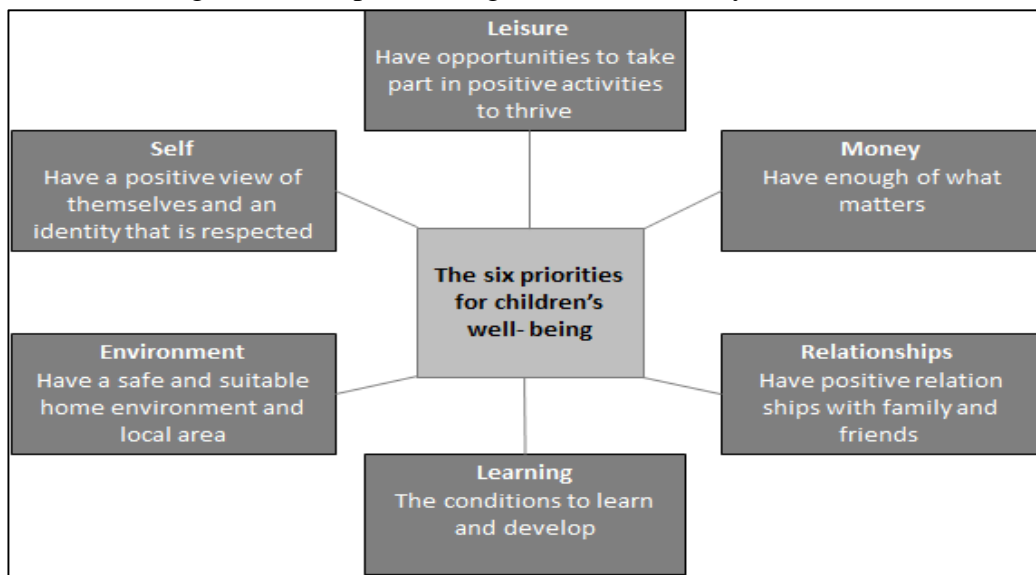 Leisure
Have opportunities to take
part in positive activities
to thrive
Self
Have a positive view of
themselves and an
identity that is respected
Money
Have enough of what
matters
The six priorities
for children's
well- being
Environment
Have a safe and suitable
home environment and
local area
Relationships
Have positive relation
ships with family and
friends
Learning
The conditions to learn
and develop